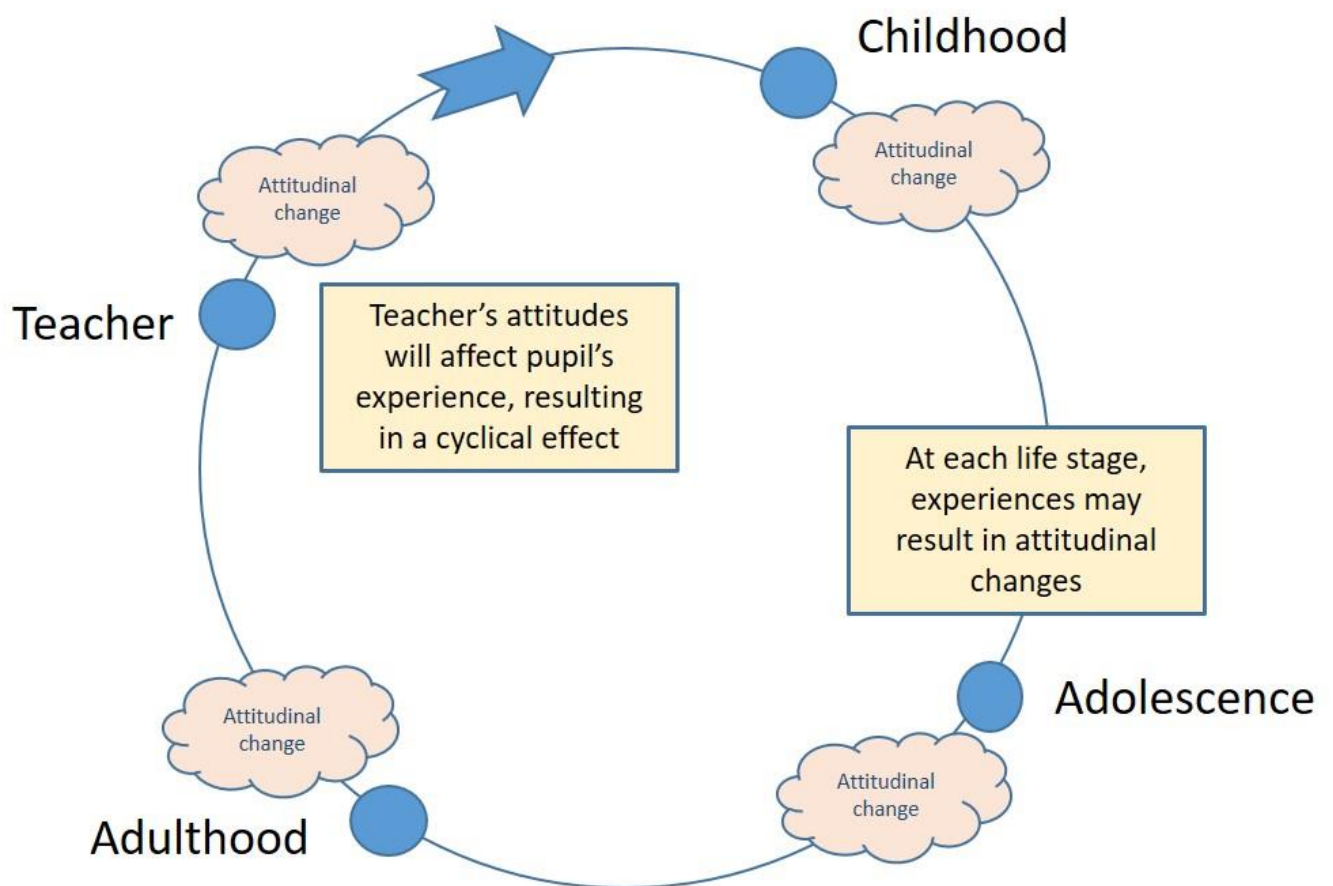 Childhood
Attitudinal
change
Attitudinal
change
Teacher
Teacher’s attitudes
will affect pupil’s
experience, resulting
in a cyclical effect
At each life stage,
experiences may
result in attitudinal
changes
Adolescence
Attitudinal
change
Attitudinal
change
Adulthood